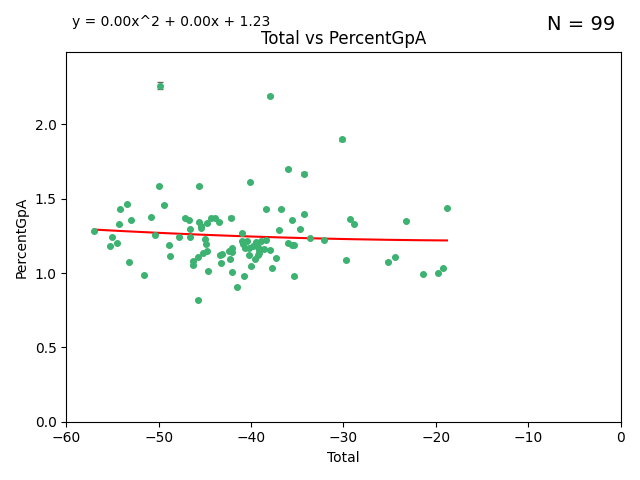 y = 0.00x^2 + 0.00x + 1.23
N = 99
Total vs PercentGpA
PercentGpA
2.0
1.5
1.0
0.5
0.0
−60
−50
−40
−30
−20
−10
0
Total